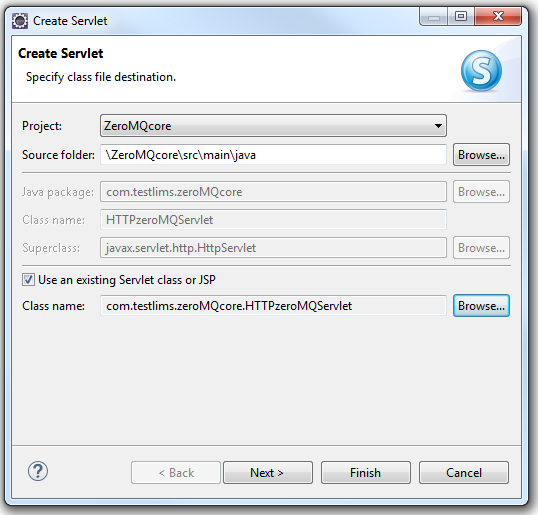 Create Servlet
Create Servlet
Specify class file destination.
S
Project: ZeroMQcore
Source folder: \ZeroMQcore\src\main\java Browse...
Java package: com.testlims.zeroMQcore Browse...
Class name: HTTPzeroMQServlet
Superclass: javax.servlet.http.HttpServlet Browse...
Use an existing Servlet class or JSP
Class name: com.testlims.zeroMQcore.HTTPzeroMQServlet Browse...
? < Back Next > Finish Cancel